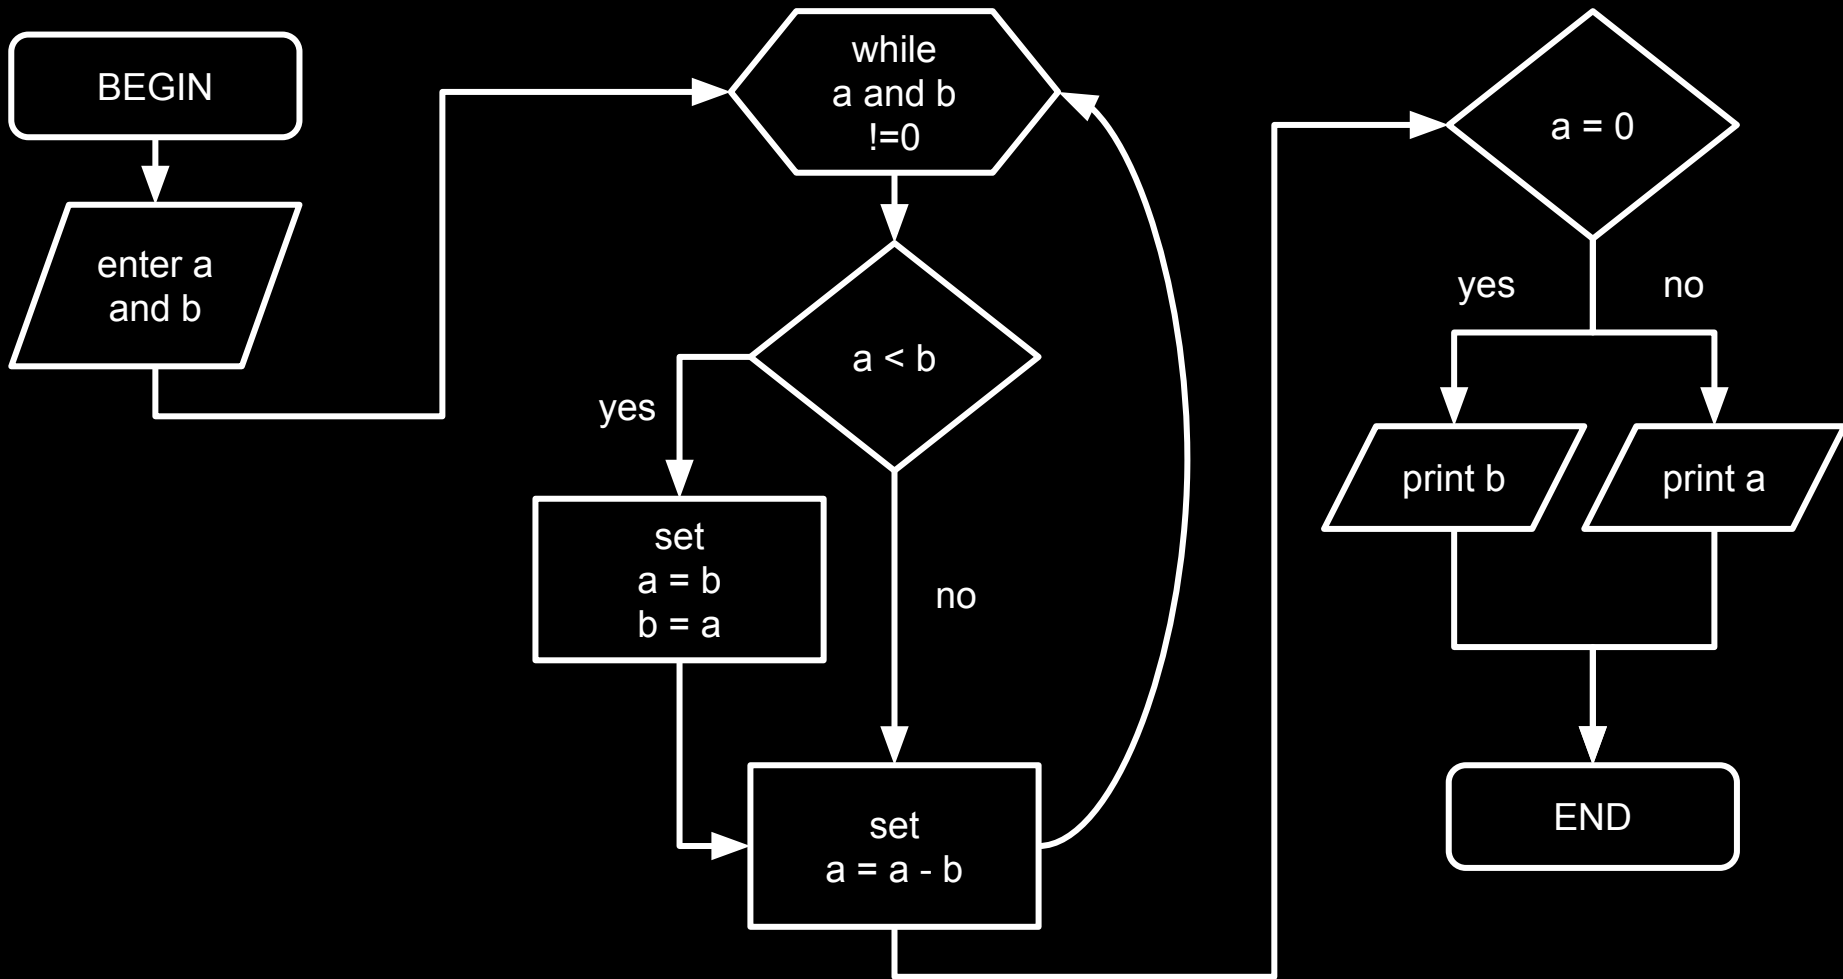 BEGIN
enter a
and b
while
a and b
!=0
a < b
yes
no
set
a = b
b = a
set
a = a - b
a = 0
yes
no
print b
print a
END